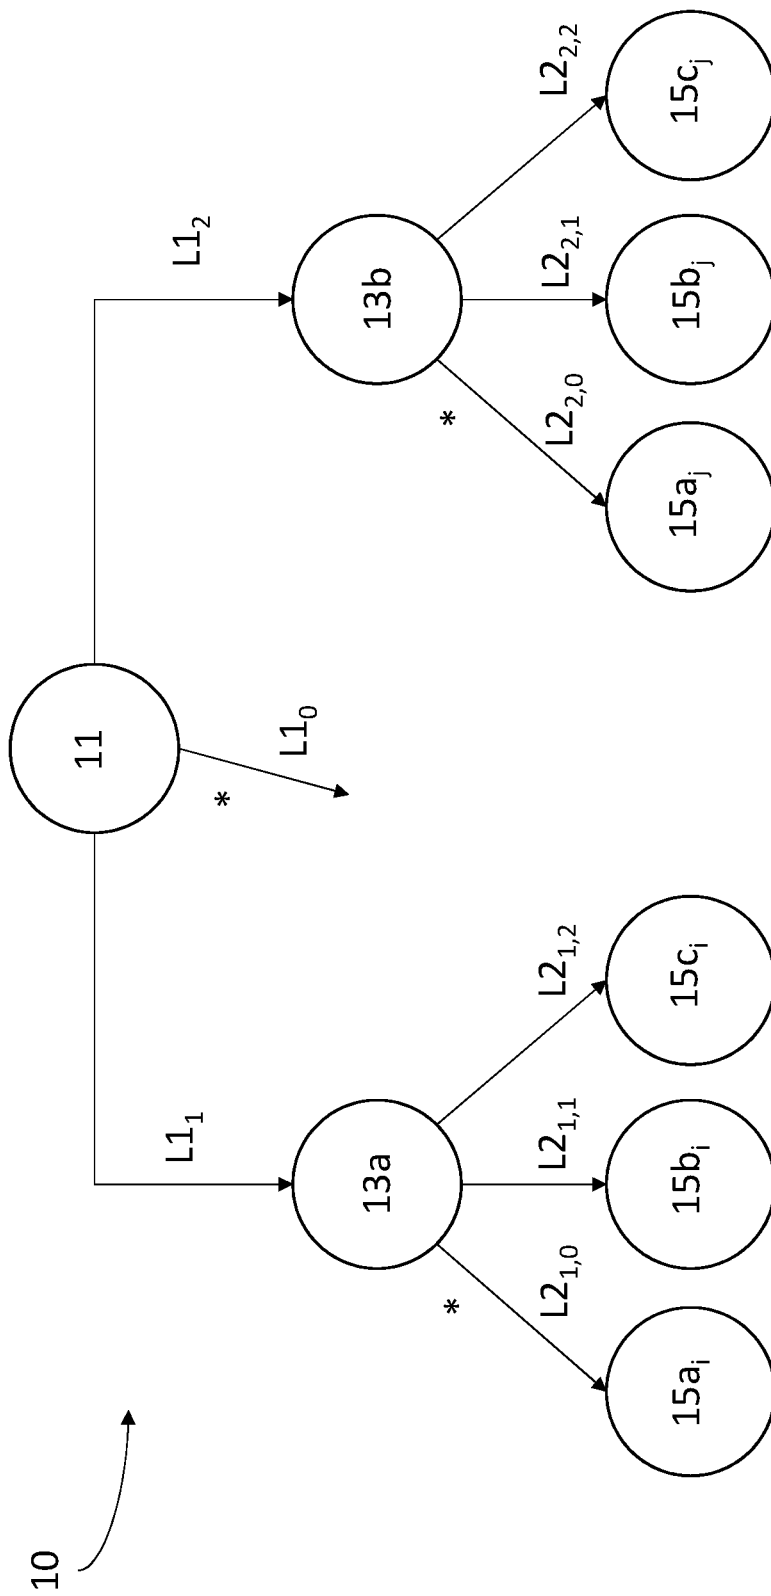 10
11
L1₁
*
L1₀
L1₂
13a
13b
*
L2₁,₀
L2₁,₁
L2₁,₂
*
L2₂,₀
L2₂,₁
L2₂,₂
15aᵢ
15bᵢ
15cᵢ
15aⱼ
15bⱼ
15cⱼ